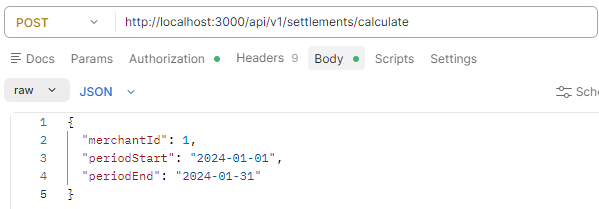 POST http://localhost:3000/api/v1/settlements/calculate
Docs Params Authorization Headers 9 Body Scripts Settings
raw JSON
1 {
2 "merchantId": 1,
3 "periodStart": "2024-01-01",
4 "periodEnd": "2024-01-31"
5 }